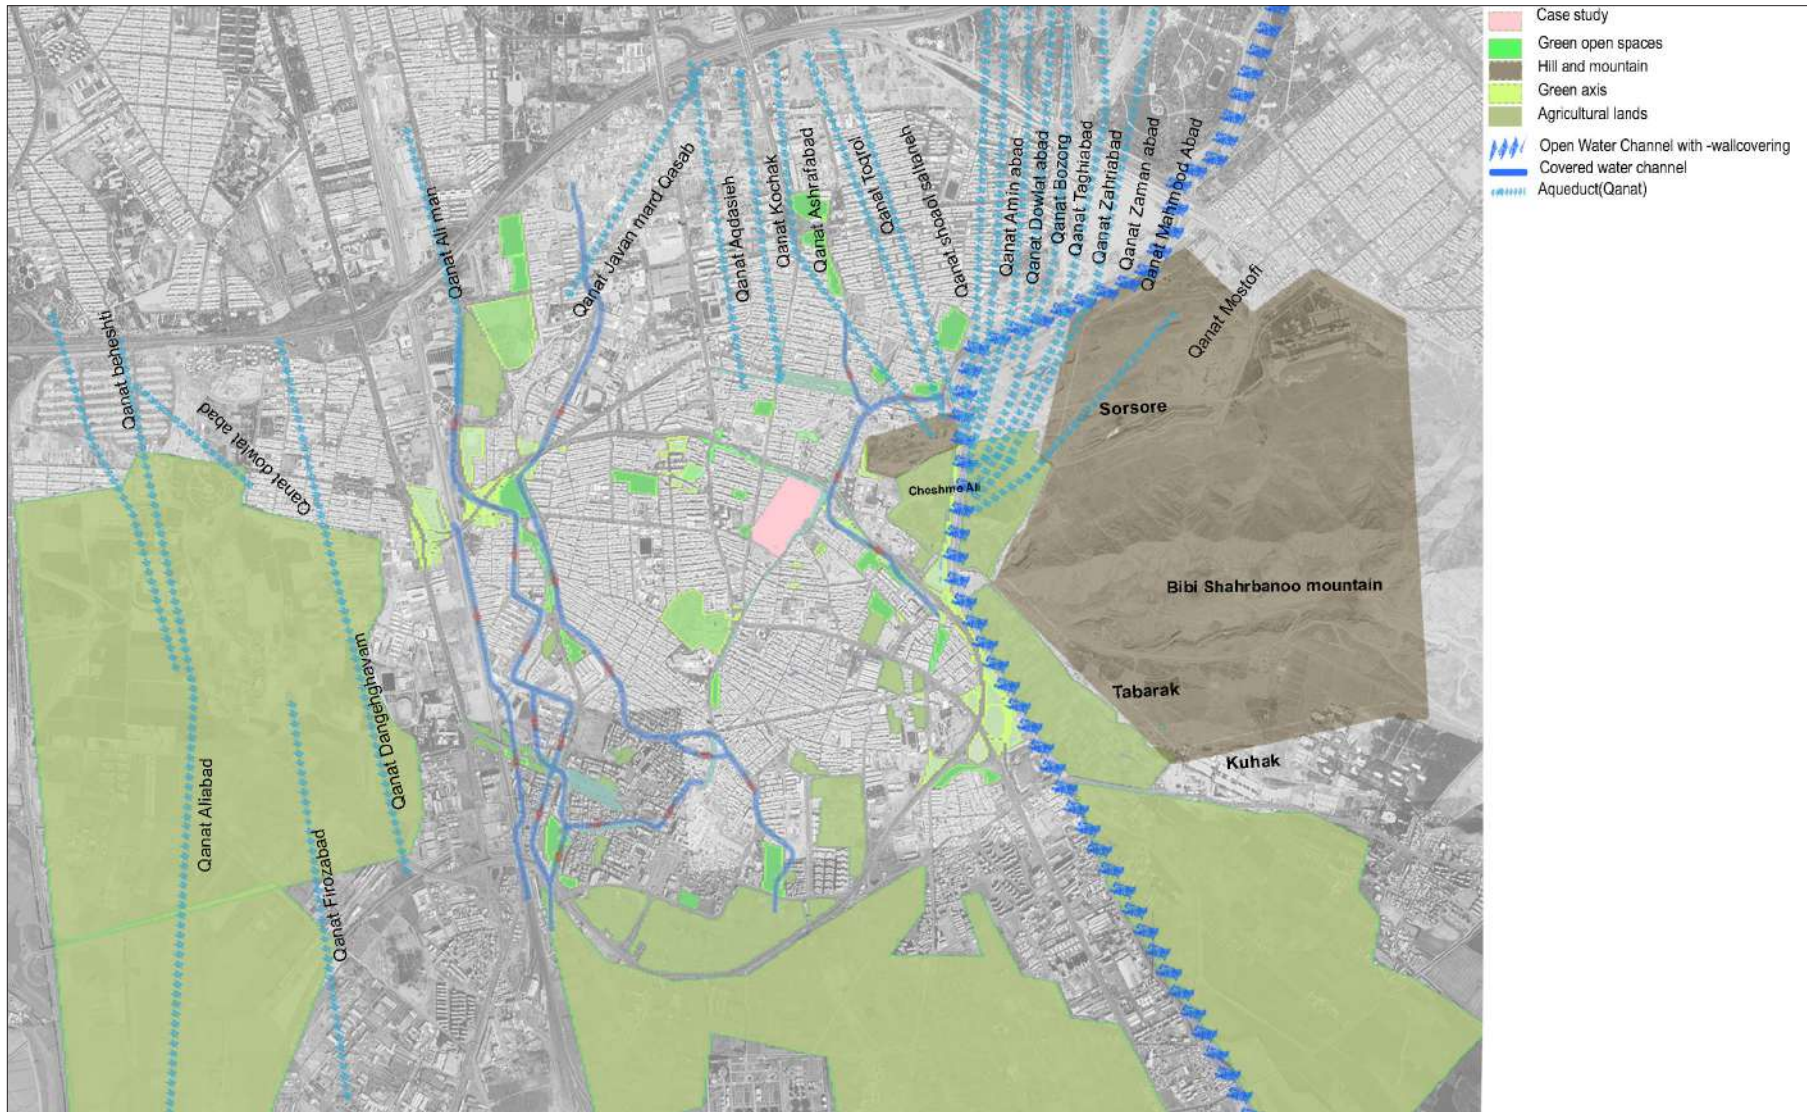 Case study
Green open spaces
Hill and mountain
Green axis
Agricultural lands
Open Water Channel with -wallcovering
Covered water channel
Aqueduct(Qanat)
Qanat Ali man
Qanat Javan mard Qasab
Qanat Aqdasieh
Qanat Kochak
Qanat Ashrafabad
Qanat Toqrol
Qanat shoaol saltaneh
Qanat Amin abad
Qanat Dowlat abad
Qanat Bozorg
Qanat Taghiabad
Qanat Zahriabad
Qanat Zaman abad
Qanat Mahmood Abad
Qanat Mostofi
Qanat beheshti
Qanat dowlat abad
Sorsore
Cheshme Ali
Bibi Shahrbanoo mountain
Tabarak
Kuhak
Qanat Dangehghavam
Qanat Aliabad
Qanat Firozabad